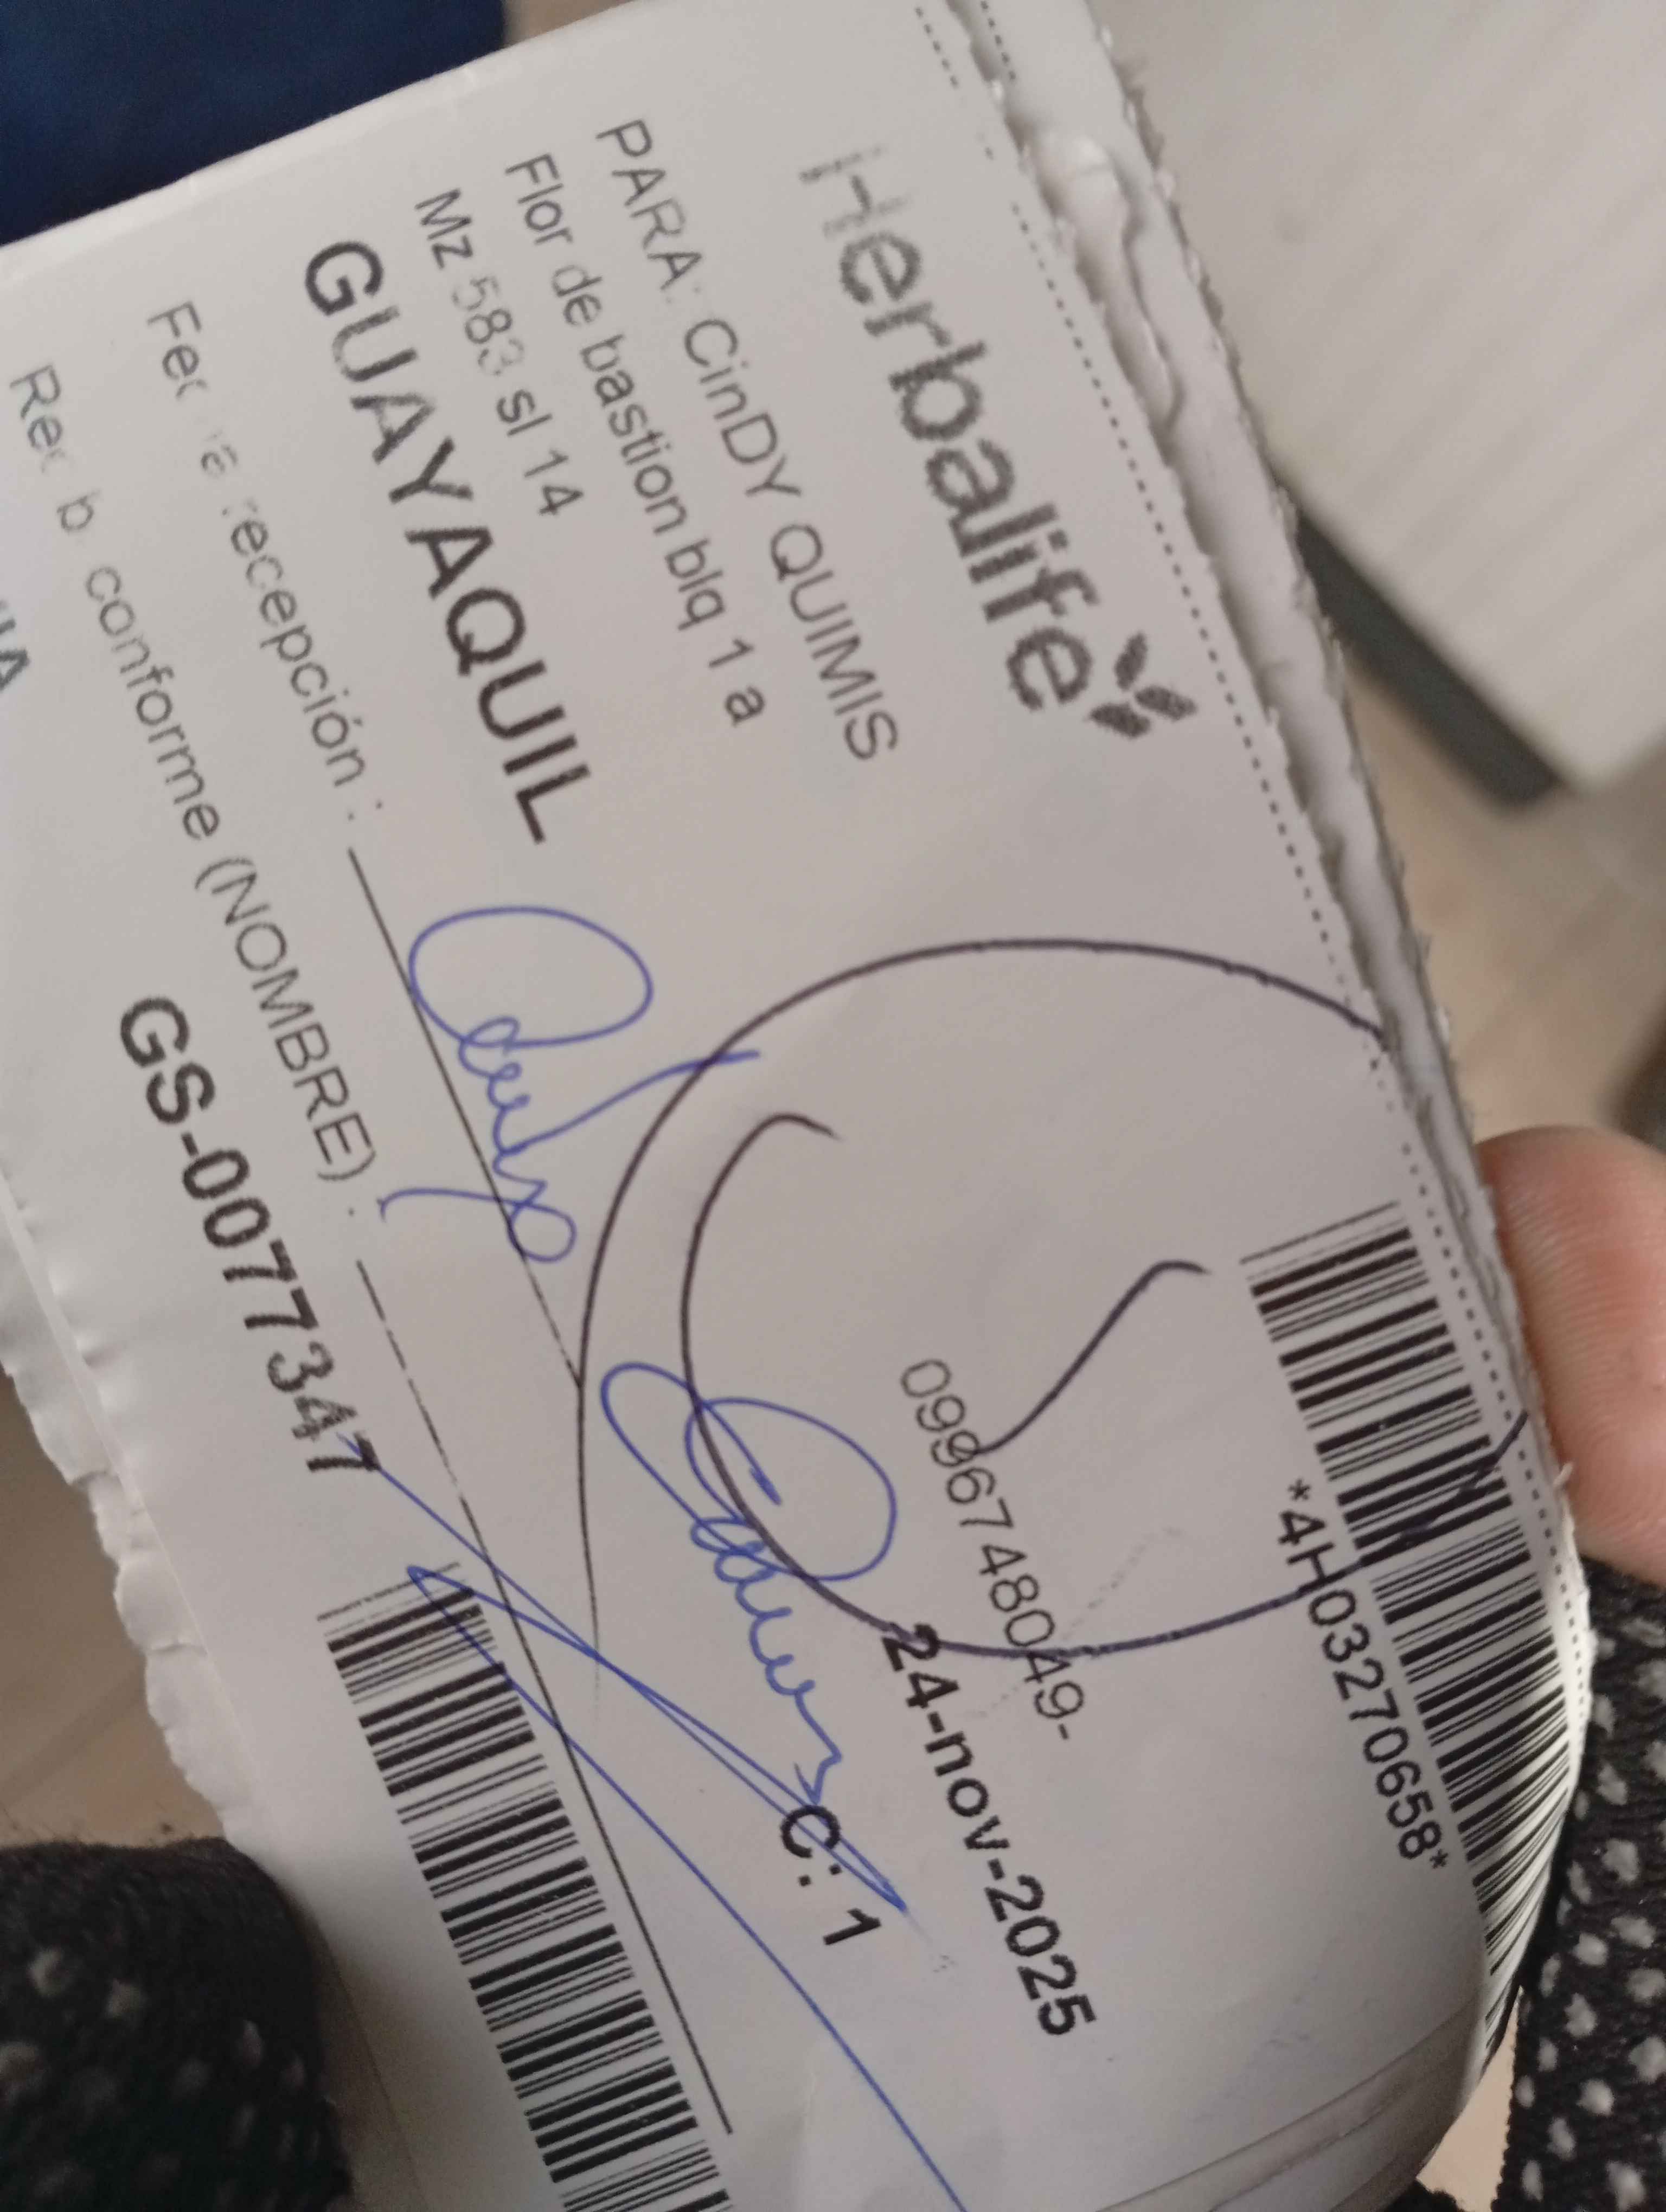 Herbalife
*4H03270658*
PARA: CinDY QUIMIS
0996748049-
Flor de bastion blq 1 a
Mz 583 sl 14
24-nov-2025
GUAYAQUIL
C: 1
recepción :
conforme (NOMBRE) :
GS-0077347